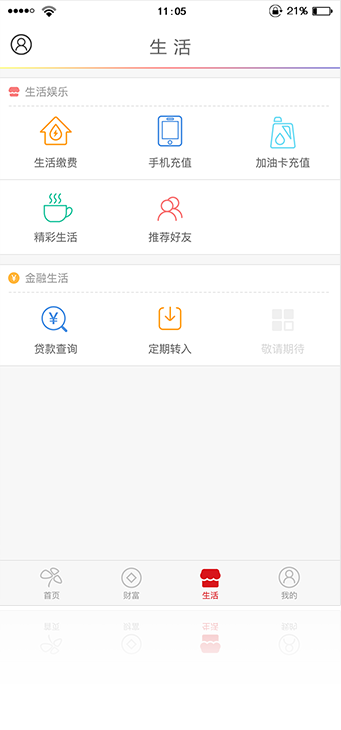 11:05
21%
生活
生活娱乐
生活缴费
手机充值
加油卡充值
精彩生活
推荐好友
¥ 金融生活
¥
贷款查询
定期转入
敬请期待
首页
财富
生活
我的